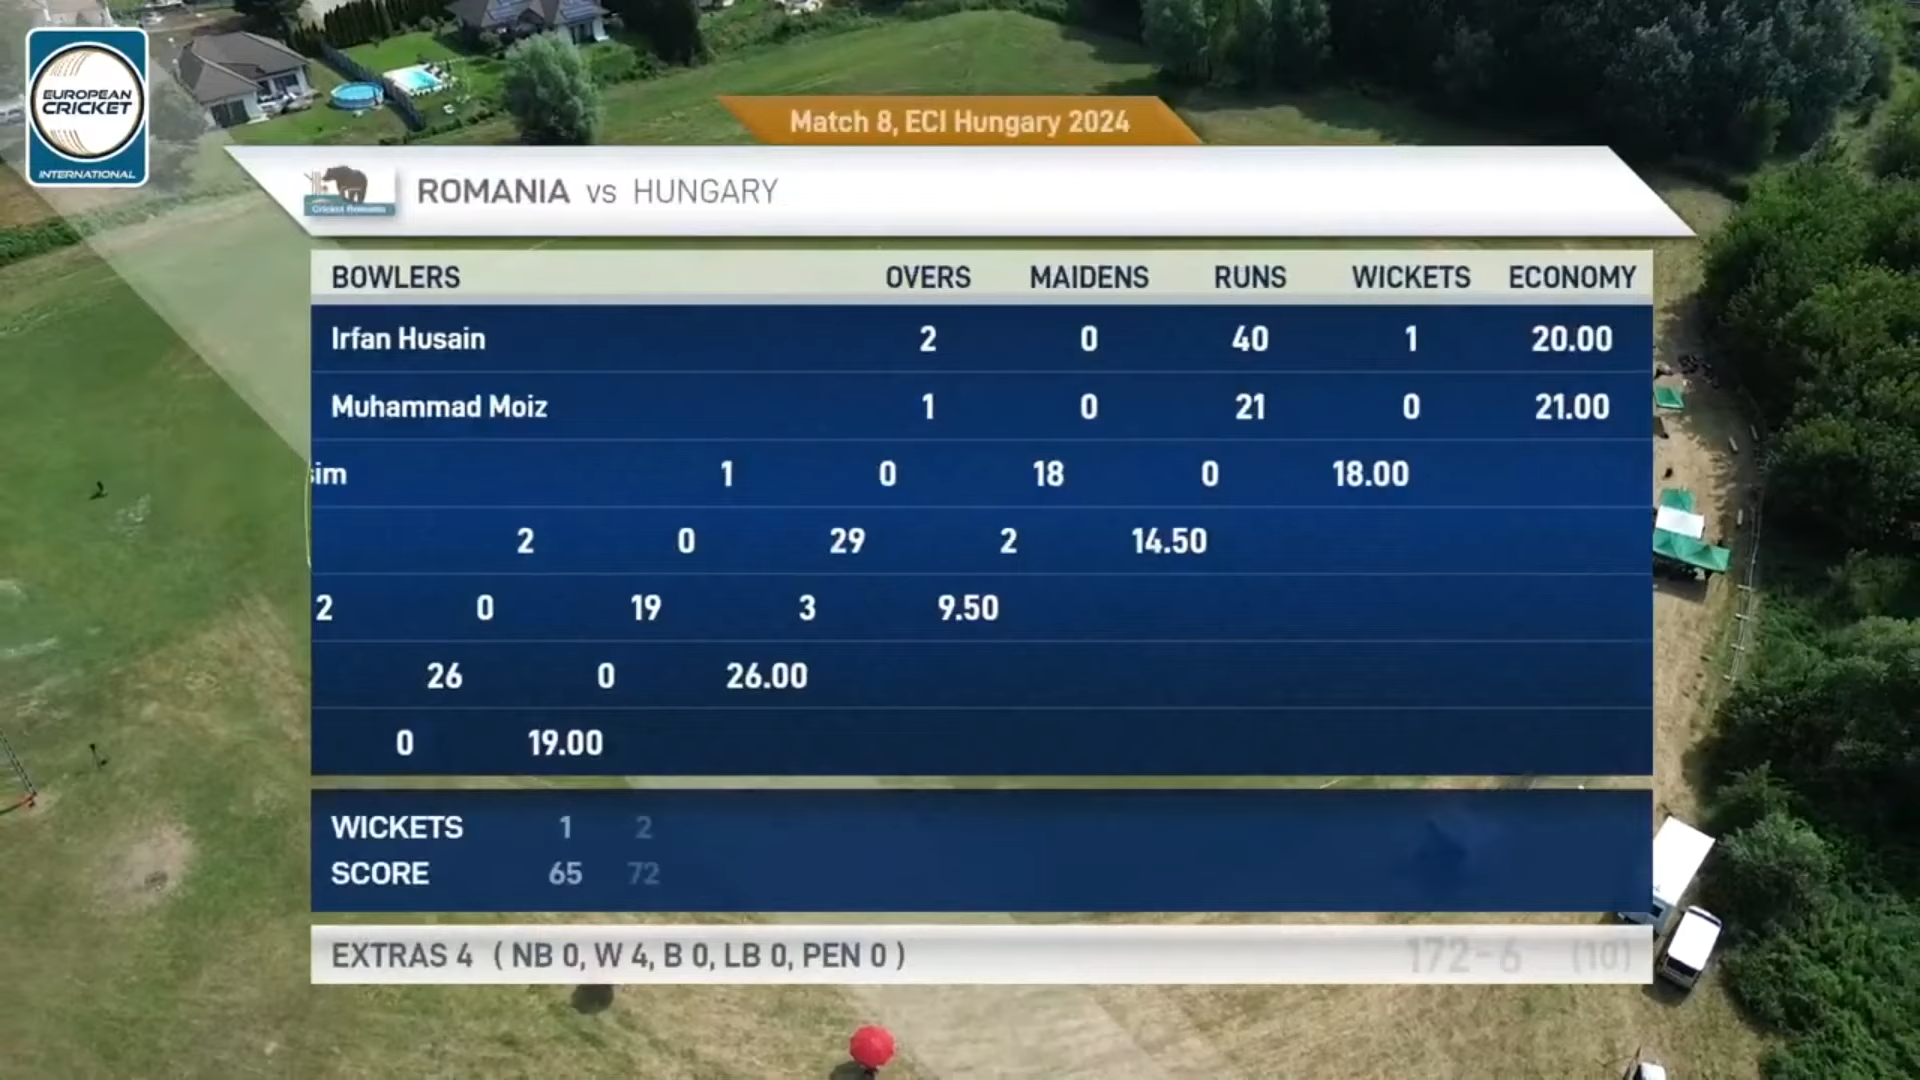 EUROPEAN
CRICKET
INTERNATIONAL
Match 8, ECI Hungary 2024
Cricket Romania
ROMANIA vs HUNGARY
BOWLERS OVERS MAIDENS RUNS WICKETS ECONOMY
Irfan Husain 2 0 40 1 20.00
Muhammad Moiz 1 0 21 0 21.00
sim 1 0 18 0 18.00
2 0 29 2 14.50
2 0 19 3 9.50
26 0 26.00
0 19.00
WICKETS 1 2
SCORE 65 72
EXTRAS 4 ( NB 0, W 4, B 0, LB 0, PEN 0 ) 172-6 (10)